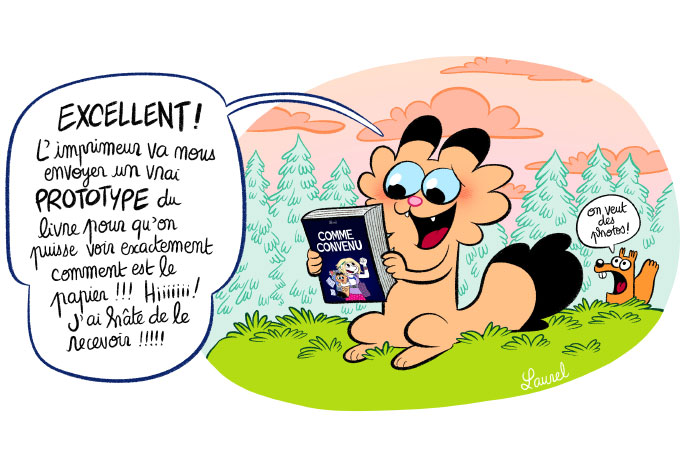 EXCELLENT!
L'imprimeur va nous
envoyer un vrai
PROTOTYPE du
livre pour qu'on
puisse voir exactement
comment est le
papier !!! Hiiiiiii!
J'ai hâte de le
recevoir !!!!!
COMME
CONVENU
on veut
des
photos!
Laurel